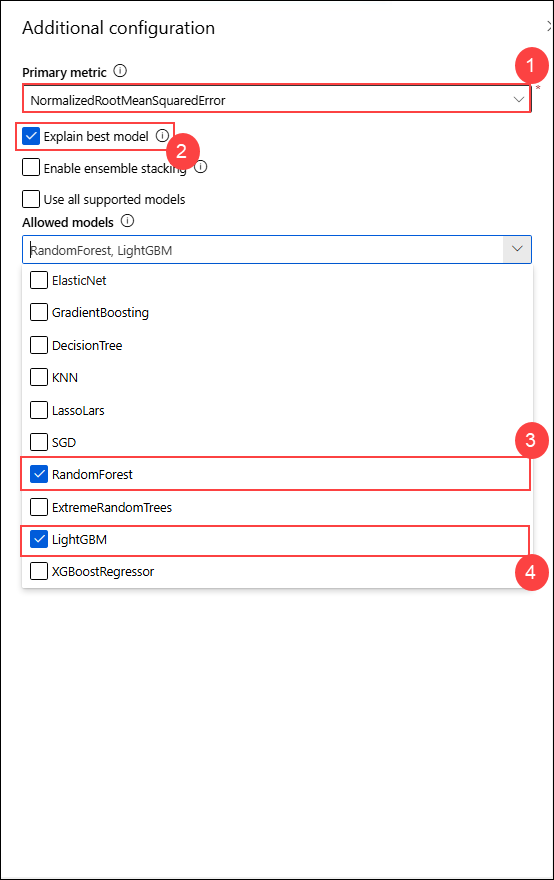 Additional configuration
Primary metric
1
NormalizedRootMeanSquaredError
*
Explain best model
2
Enable ensemble stacking
Use all supported models
Allowed models
RandomForest, LightGBM
ElasticNet
GradientBoosting
DecisionTree
KNN
LassoLars
SGD
3
RandomForest
ExtremeRandomTrees
LightGBM
XGBoostRegressor
4